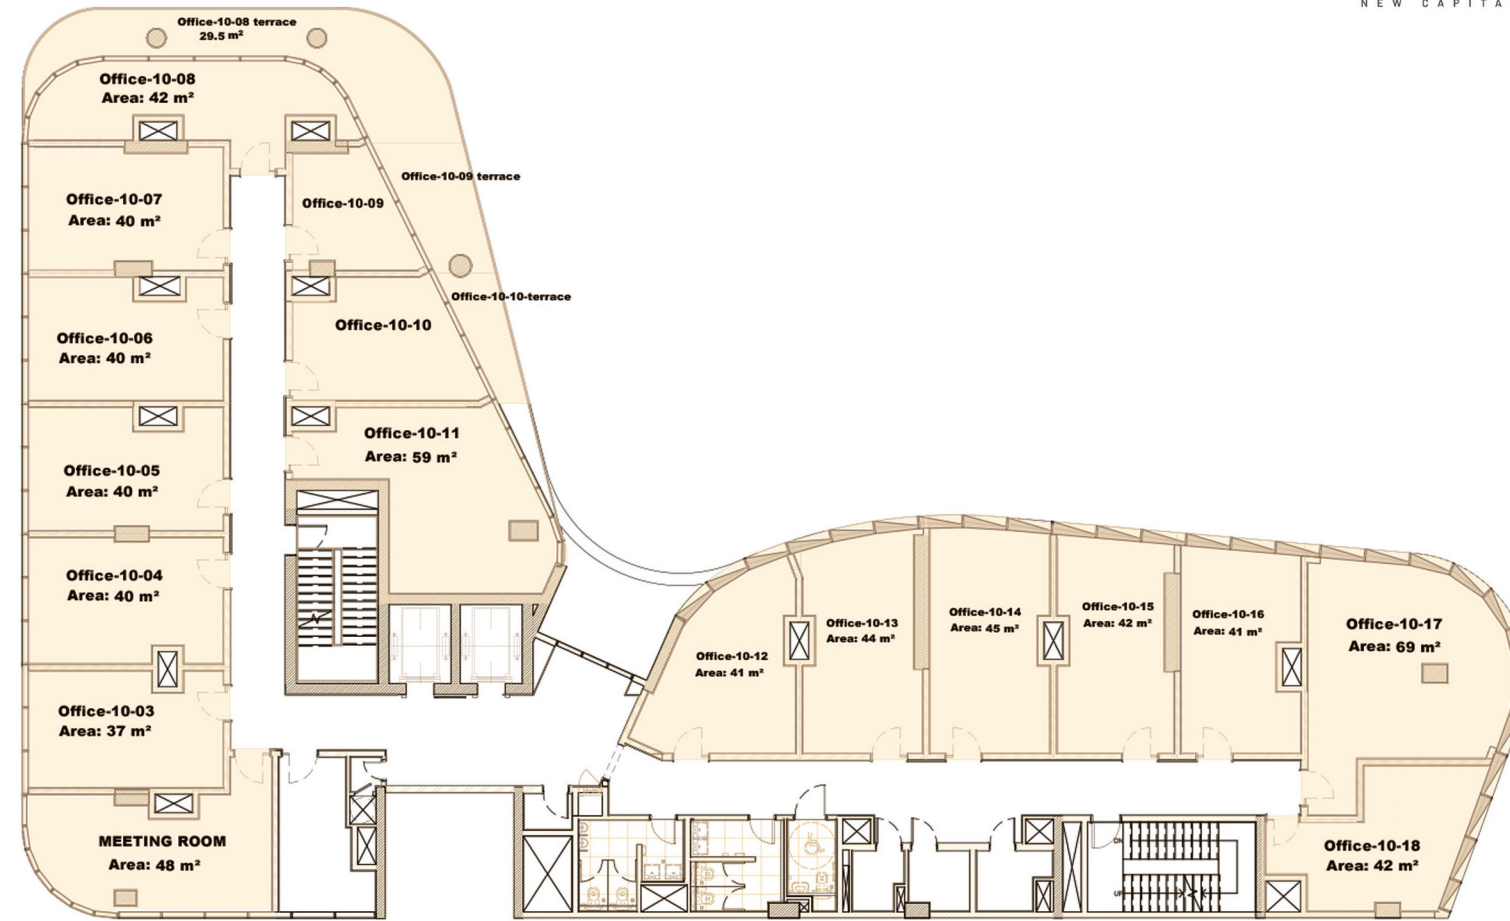 NEW CAPITA
Office-10-08 terrace
29.5 m²
Office-10-08
Area: 42 m²
Office-10-07
Area: 40 m²
Office-10-09 terrace
Office-10-09
Office-10-06
Area: 40 m²
Office-10-10-terrace
Office-10-10
Office-10-05
Area: 40 m²
Office-10-11
Area: 59 m²
Office-10-04
Area: 40 m²
Office-10-03
Area: 37 m²
MEETING ROOM
Area: 48 m²
Office-10-12
Area: 41 m²
Office-10-13
Area: 44 m²
Office-10-14
Area: 45 m²
Office-10-15
Area: 42 m²
Office-10-16
Area: 41 m²
Office-10-17
Area: 69 m²
Office-10-18
Area: 42 m²
DN
UP